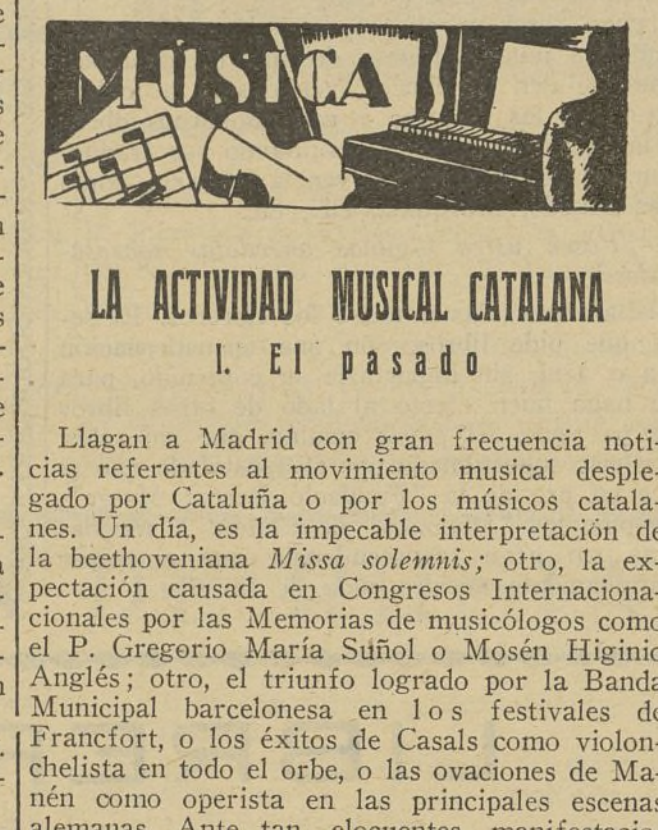 MÚSICA
LA ACTIVIDAD MUSICAL CATALANA
I. El pasado
Llagan a Madrid con gran frecuencia noti-
cias referentes al movimiento musical desple-
gado por Cataluña o por los músicos catala-
nes. Un día, es la impecable interpretación de
la beethoveniana Missa solemnis; otro, la ex-
pectación causada en Congresos Internaciona-
cionales por las Memorias de musicólogos como
el P. Gregorio María Suñol o Mosén Higinio
Anglés; otro, el triunfo logrado por la Banda
Municipal barcelonesa en los festivales de
Francfort, o los éxitos de Casals como violon-
chelista en todo el orbe, o las ovaciones de Ma-
nén como operista en las principales escenas
alemanas. Ante tan elocuentes manifestacio-